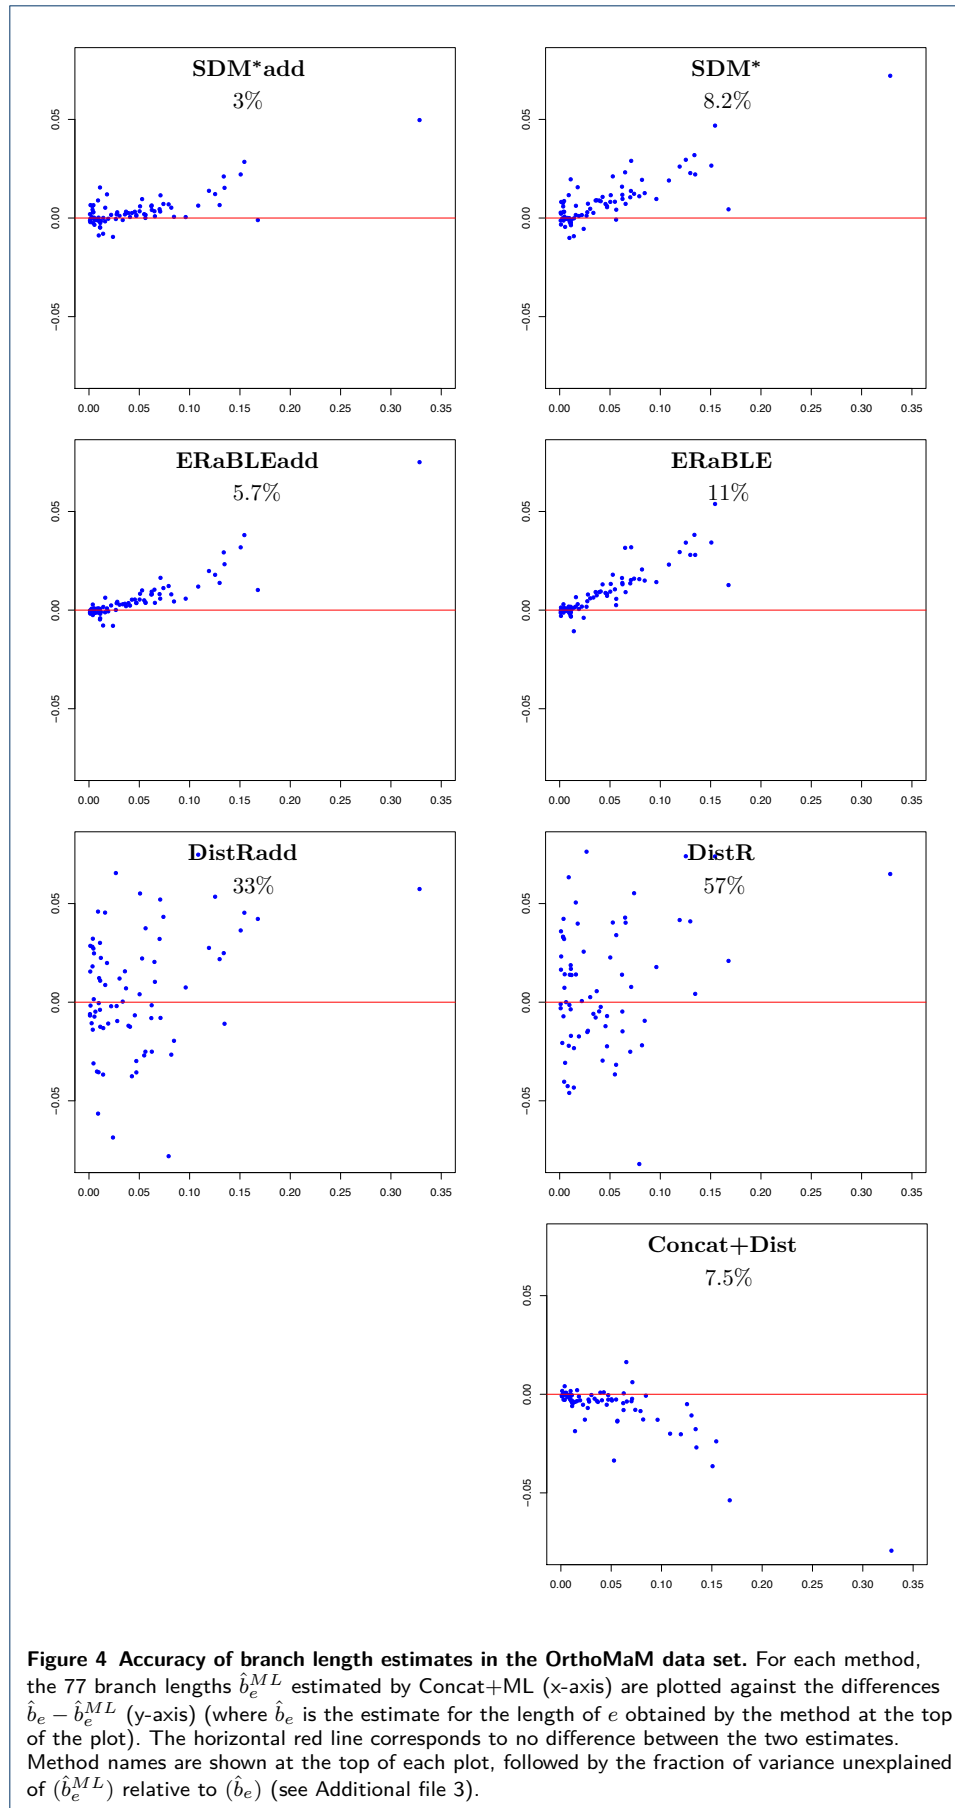 SDM*add
3%
0.05
0.00
−0.05
0.00 0.05 0.10 0.15 0.20 0.25 0.30 0.35
SDM*
8.2%
0.05
0.00
−0.05
0.00 0.05 0.10 0.15 0.20 0.25 0.30 0.35
ERaBLEadd
5.7%
0.05
0.00
−0.05
0.00 0.05 0.10 0.15 0.20 0.25 0.30 0.35
ERaBLE
11%
0.05
0.00
−0.05
0.00 0.05 0.10 0.15 0.20 0.25 0.30 0.35
DistRadd
33%
0.05
0.00
−0.05
0.00 0.05 0.10 0.15 0.20 0.25 0.30 0.35
DistR
57%
0.05
0.00
−0.05
0.00 0.05 0.10 0.15 0.20 0.25 0.30 0.35
Concat+Dist
7.5%
0.05
0.00
−0.05
0.00 0.05 0.10 0.15 0.20 0.25 0.30 0.35
Figure 4 Accuracy of branch length estimates in the OrthoMaM data set. For each method,
the 77 branch lengths b̂_e^{ML} estimated by Concat+ML (x-axis) are plotted against the differences
b̂_e − b̂_e^{ML} (y-axis) (where b̂_e is the estimate for the length of e obtained by the method at the top
of the plot). The horizontal red line corresponds to no difference between the two estimates.
Method names are shown at the top of each plot, followed by the fraction of variance unexplained
of (b̂_e^{ML}) relative to (b̂_e) (see Additional file 3).